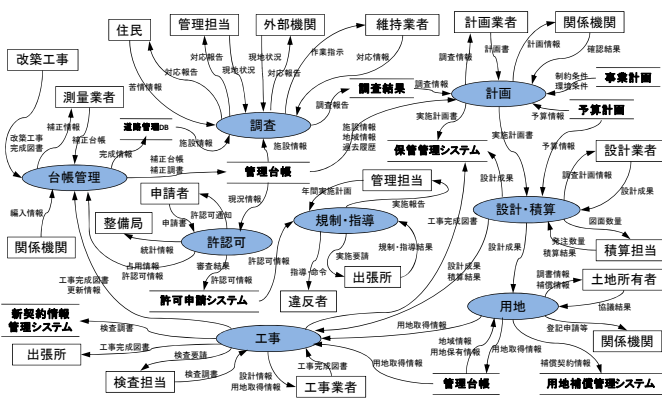 住民
管理担当
外部機関
維持業者
計画業者
関係機関
改築工事
苦情情報
対応報告
対応報告
現地状況
現地状況
対応報告
作業指示
対応情報
調査情報
計画書
計画情報
確認結果
測量業者
調査
調査報告
調査結果
調査情報
計画
制約条件
環境条件
事業計画
改築工事
完成図書
補正情報
補正台帳
道路管理DB
施設情報
施設情報
施設情報
地域情報
過去履歴
実施計画書
実施計画書
予算情報
予算計画
完成情報
台帳管理
補正台帳
補正調書
管理台帳
保管管理システム
予算情報
設計業者
調査計画情報
設計成果
編入情報
関係機関
申請者
申請書
許認可通知
現況情報
年間実施計画
管理担当
実施報告
設計成果
設計・積算
整備局
統計情報
許認可
規制・指導
工事完成図書
図面数量
発注数量
積算結果
積算担当
占用情報
許認可情報
審査結果
許認可情報
実施要請
規制・指導結果
設計成果
工事完成図書
更新情報
許可申請システム
指導・命令
違反者
出張所
設計成果
積算結果
調書情報
補償情報
土地所有者
新契約情報
管理システム
検査調書
工事
用地取得情報
用地
協議結果
登記申請等
関係機関
出張所
工事完成図書
検査要請
検査調書
検査担当
設計情報
用地取得情報
工事完成図書
工事業者
用地取得情報
地域情報
用地保有情報
用地取得情報
管理台帳
補償契約情報
用地補償管理システム